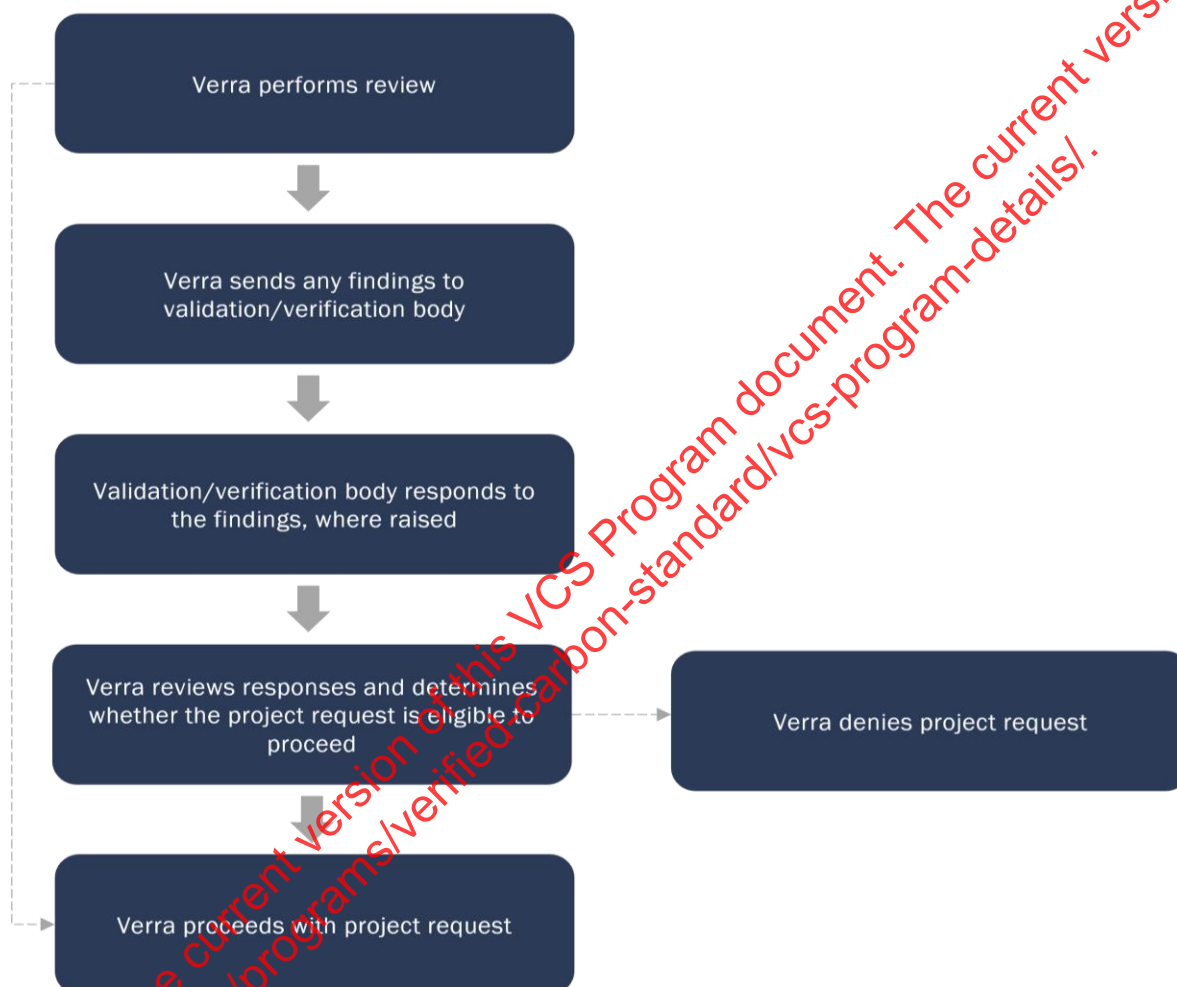 Verra performs review
Verra sends any findings to
validation/verification body
Validation/verification body responds to
the findings, where raised
Verra reviews responses and determines
whether the project request is eligible to
proceed
Verra denies project request
Verra proceeds with project request
current version of this VCS Program document. The current
/programs/verified-carbon-standard/vcs-program-details/.